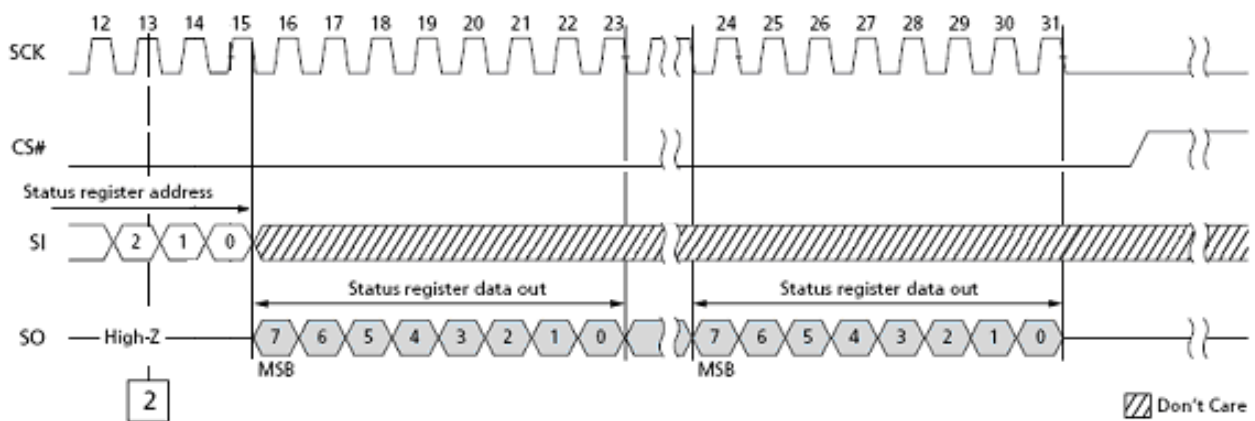 12 13 14 15 16 17 18 19 20 21 22 23 24 25 26 27 28 29 30 31
SCK
CS#
Status register address
SI 2 1 0
Status register data out Status register data out
SO High-Z 7 6 5 4 3 2 1 0 7 6 5 4 3 2 1 0
MSB MSB
2
Don't Care